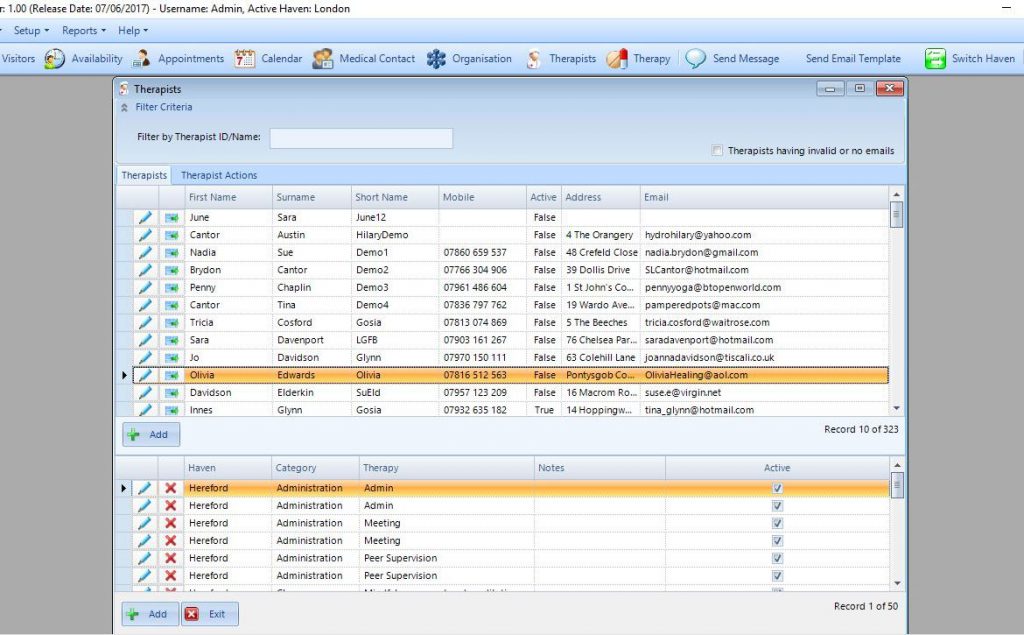 r: 1.00 (Release Date: 07/06/2017) - Username: Admin, Active Haven: London
Setup Reports Help
Visitors Availability Appointments Calendar Medical Contact Organisation Therapists Therapy Send Message Send Email Template Switch Haven
Therapists
Filter Criteria
Filter by Therapist ID/Name:
Therapists having invalid or no emails
Therapists Therapist Actions
First Name Surname Short Name Mobile Active Address Email
June Sara June12 False
Cantor Austin HilaryDemo False 4 The Orangery hydrohilary@yahoo.com
Nadia Sue Demo1 07860 659 537 False 48 Crefeld Close nadia.brydon@gmail.com
Brydon Cantor Demo2 07766 304 906 False 39 Dollis Drive SLCantor@hotmail.com
Penny Chaplin Demo3 07961 486 604 False 1 St John's Co... pennyyoga@btopenworld.com
Cantor Tina Demo4 07836 797 762 False 19 Wardo Ave... pamperedpots@mac.com
Tricia Cosford Gosia 07813 074 869 False 5 The Beeches tricia.cosford@waitrose.com
Sara Davenport LGFB 07903 161 267 False 76 Chelsea Par... saradavenport@hotmail.com
Jo Davidson Glynn 07970 150 111 False 63 Colehill Lane joannadavidson@tiscali.co.uk
Olivia Edwards Olivia 07816 512 563 False Pontysgob Co... OliviaHealing@aol.com
Davidson Elderkin SuEld 07957 123 209 False 16 Macrom Ro... suse.e@virgin.net
Innes Glynn Gosia 07932 635 182 True 14 Hoppingw... tina_glynn@hotmail.com
Add Record 10 of 323
Haven Category Therapy Notes Active
Hereford Administration Admin
Hereford Administration Admin
Hereford Administration Meeting
Hereford Administration Meeting
Hereford Administration Peer Supervision
Hereford Administration Peer Supervision
Add Exit Record 1 of 50